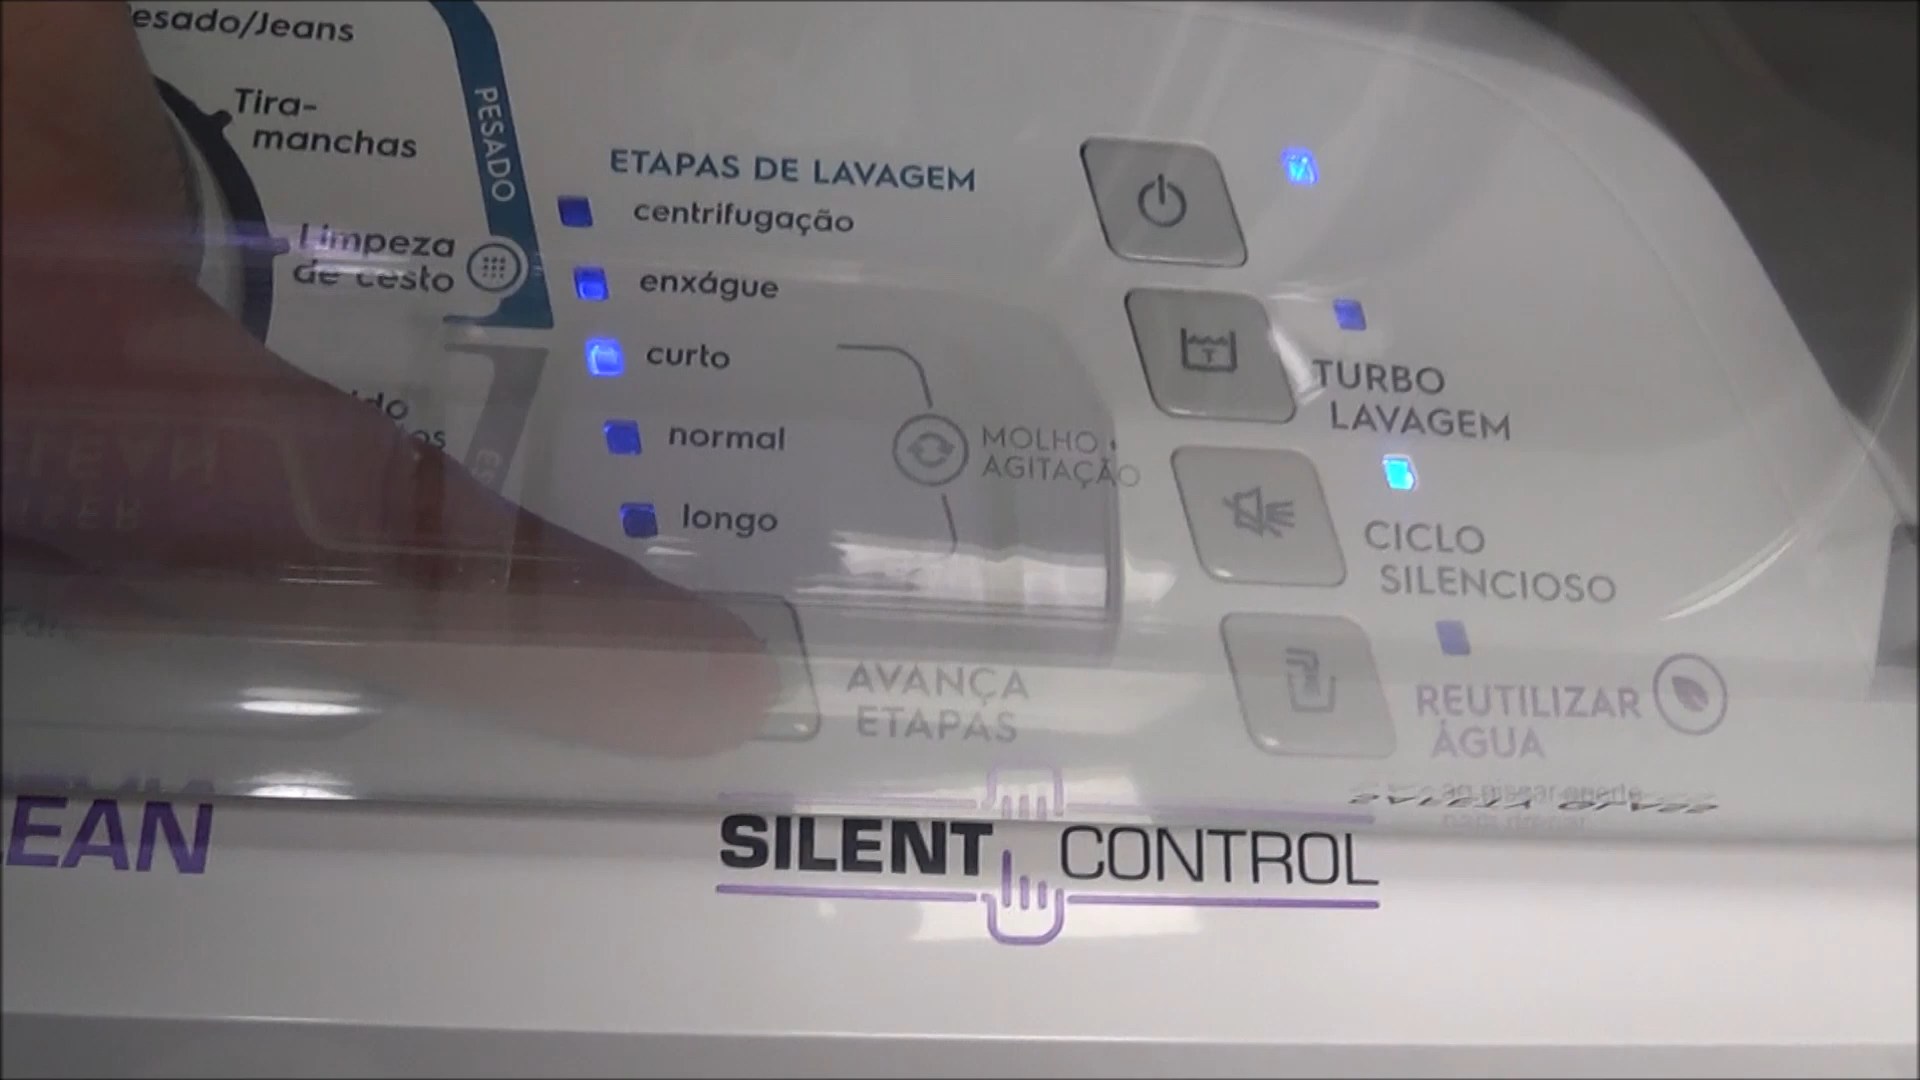 esado/Jeans
Tira-
manchas
Limpeza
de cesto
PESADO
ETAPAS DE LAVAGEM
centrifugação
enxágue
curto
normal
longo
MOLHO
AGITAÇÃO
AVANÇA
ETAPAS
TURBO
LAVAGEM
CICLO
SILENCIOSO
REUTILIZAR
ÁGUA
EAN
SILENT CONTROL